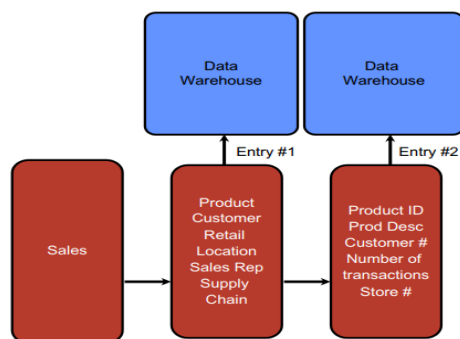 Data
Warehouse
Data
Warehouse
Entry #1
Entry #2
Sales
Product
Customer
Retail
Location
Sales Rep
Supply
Chain
Product ID
Prod Desc
Customer #
Number of
transactions
Store #